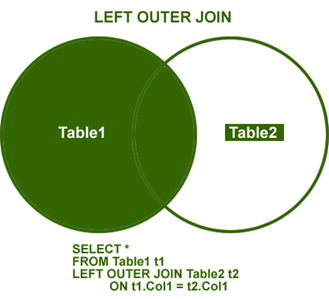 LEFT OUTER JOIN
Table1
Table2
SELECT *
FROM Table1 t1
LEFT OUTER JOIN Table2 t2
ON t1.Col1 = t2.Col1